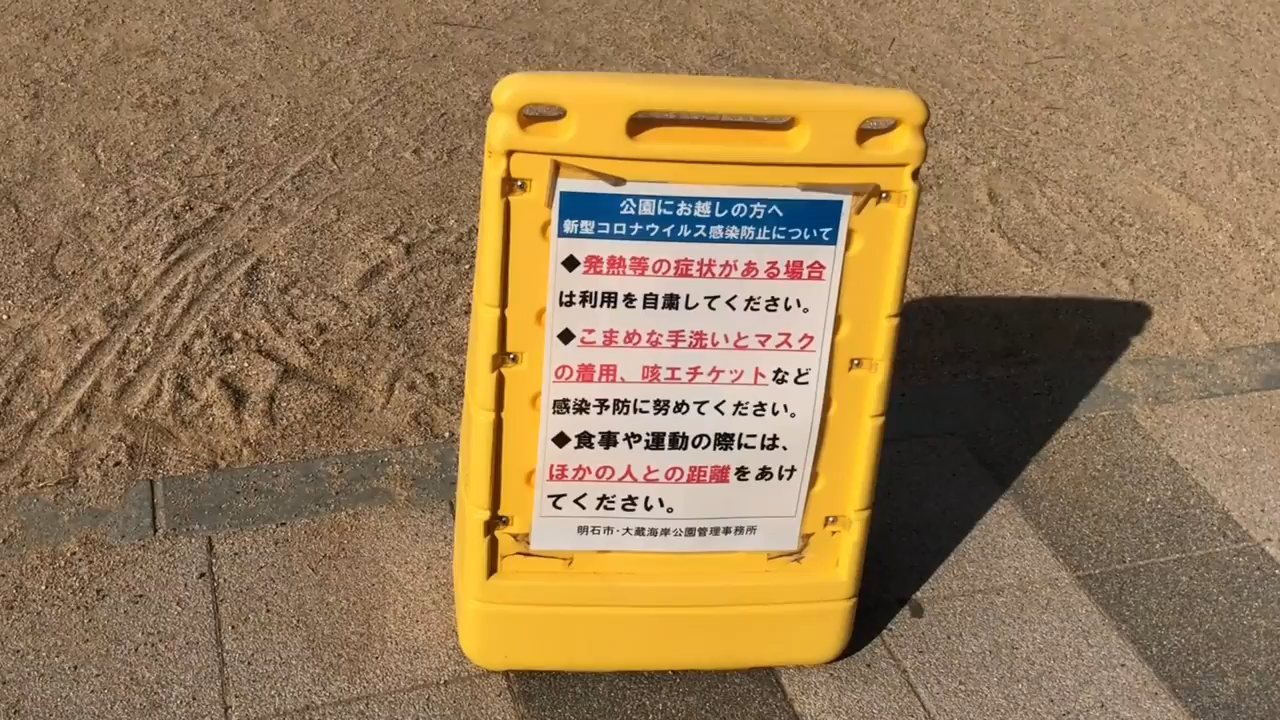 公園にお越しの方へ
新型コロナウイルス感染防止について
◆発熱等の症状がある場合
は利用を自粛してください。
◆こまめな手洗いとマスク
の着用、咳エチケットなど
感染予防に努めてください。
◆食事や運動の際には、
ほかの人との距離をあけ
てください。
明石市・大蔵海岸公園管理事務所